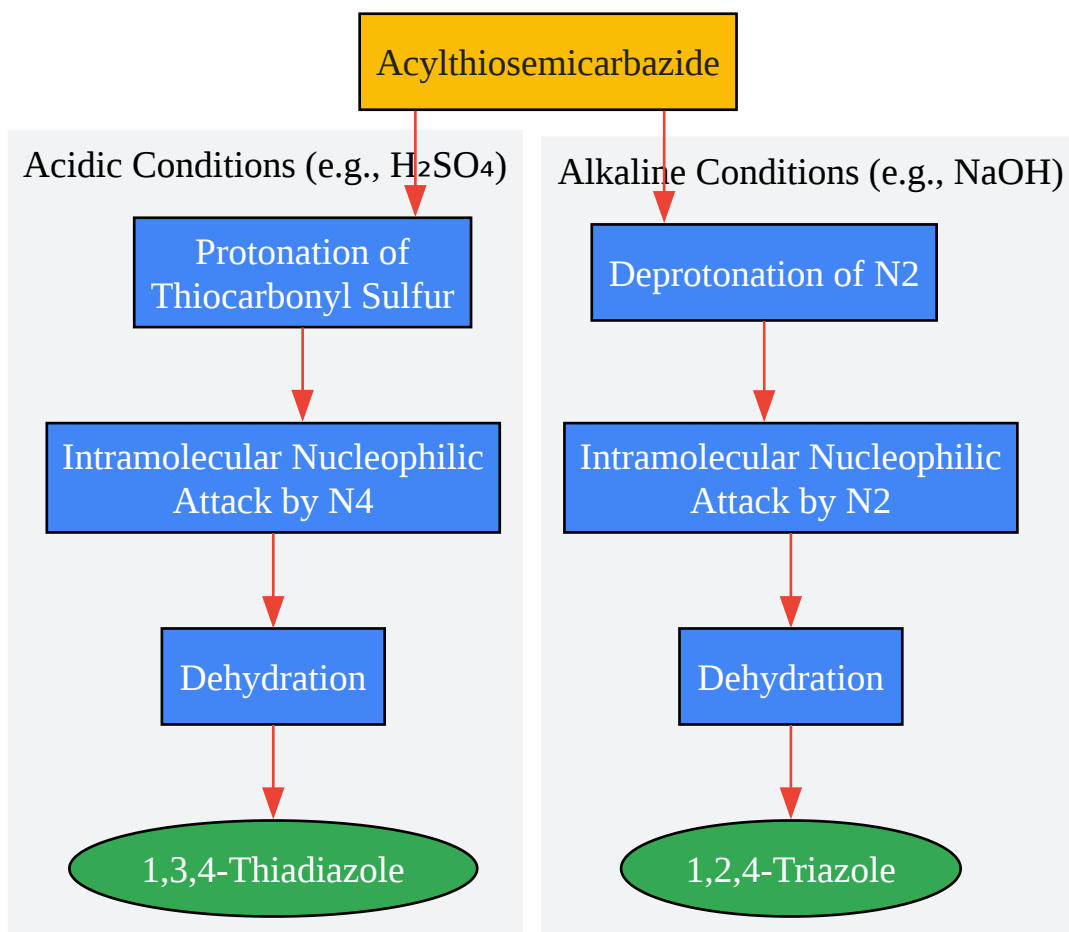 Acylthiosemicarbazide
Acidic Conditions (e.g., H₂SO₄)
Protonation of
Thiocarbonyl Sulfur
Intramolecular Nucleophilic
Attack by N4
Dehydration
1,3,4-Thiadiazole
Alkaline Conditions (e.g., NaOH)
Deprotonation of N2
Intramolecular Nucleophilic
Attack by N2
Dehydration
1,2,4-Triazole